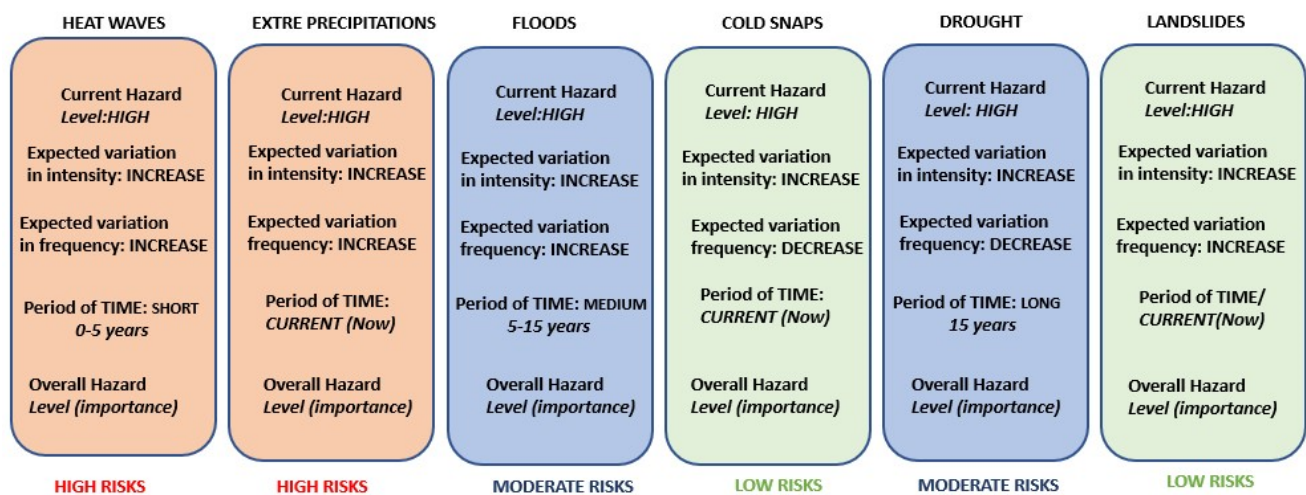 HEAT WAVES
Current Hazard
Level:HIGH
Expected variation
in intensity: INCREASE
Expected variation
in frequency: INCREASE
Period of TIME: SHORT
0-5 years
Overall Hazard
Level (importance)
HIGH RISKS
EXTRE PRECIPITATIONS
Current Hazard
Level:HIGH
Expected variation
in intensity: INCREASE
Expected variation
frequency: INCREASE
Period of TIME:
CURRENT (Now)
Overall Hazard
Level (importance)
HIGH RISKS
FLOODS
Current Hazard
Level:HIGH
Expected variation
in intensity: INCREASE
Expected variation
frequency: INCREASE
Period of TIME: MEDIUM
5-15 years
Overall Hazard
Level (importance)
MODERATE RISKS
COLD SNAPS
Current Hazard
Level: HIGH
Expected variation
in intensity: INCREASE
Expected variation
frequency: DECREASE
Period of TIME:
CURRENT (Now)
Overall Hazard
Level (importance)
LOW RISKS
DROUGHT
Current Hazard
Level: HIGH
Expected variation
in intensity: INCREASE
Expected variation
frequency: DECREASE
Period of TIME: LONG
15 years
Overall Hazard
Level (importance)
MODERATE RISKS
LANDSLIDES
Current Hazard
Level:HIGH
Expected variation
in intensity: INCREASE
Expected variation
frequency: INCREASE
Period of TIME/
CURRENT(Now)
Overall Hazard
Level (importance)
LOW RISKS